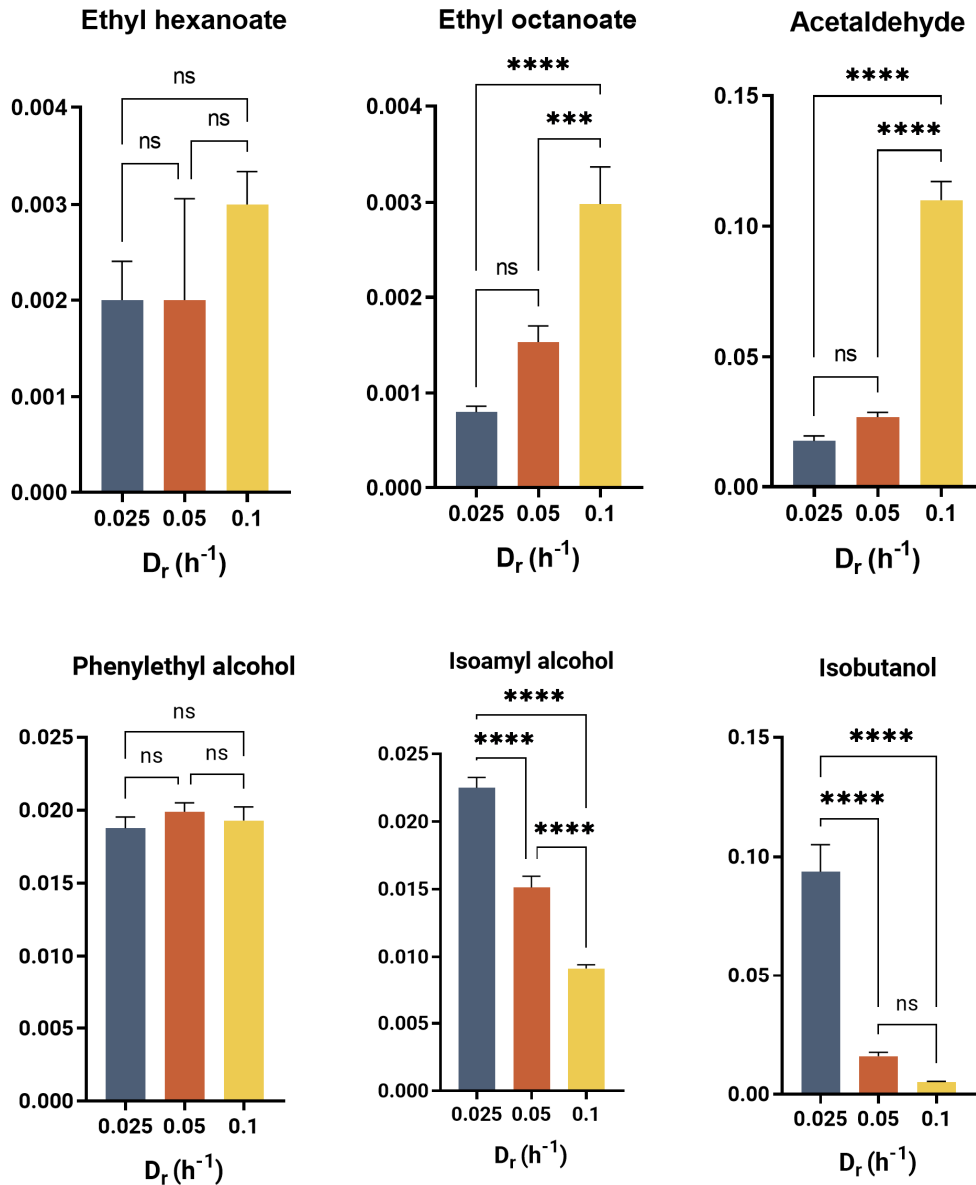 Ethyl hexanoate
ns
ns
ns
0.004
0.003
0.002
0.001
0.000
0.025 0.05 0.1
Dr (h-1)
Ethyl octanoate
****
***
ns
0.004
0.003
0.002
0.001
0.000
0.025 0.05 0.1
Dr (h-1)
Acetaldehyde
****
****
ns
0.15
0.10
0.05
0.00
0.025 0.05 0.1
Dr (h-1)
Phenylethyl alcohol
ns
ns
ns
0.025
0.020
0.015
0.010
0.005
0.000
0.025 0.05 0.1
Dr (h-1)
Isoamyl alcohol
****
****
****
0.025
0.020
0.015
0.010
0.005
0.000
0.025 0.05 0.1
Dr (h-1)
Isobutanol
****
****
ns
0.15
0.10
0.05
0.00
0.025 0.05 0.1
Dr (h-1)